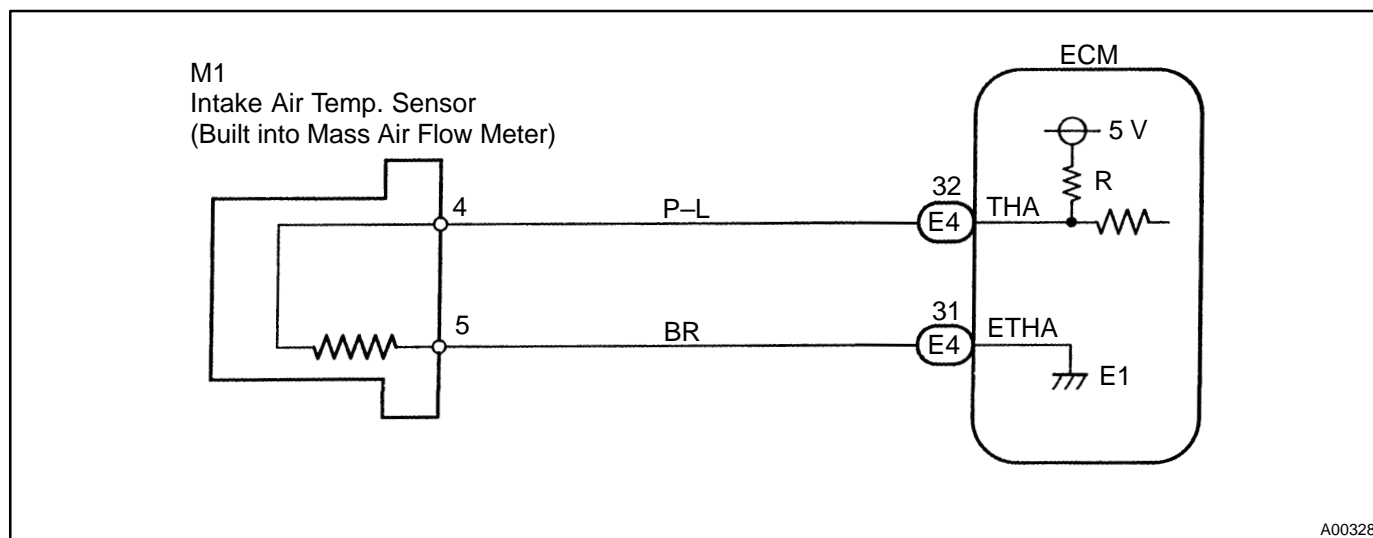 ECM
M1
Intake Air Temp. Sensor
(Built into Mass Air Flow Meter)
5 V
R
4
P–L
32
E4
THA
5
BR
31
E4
ETHA
E1
A00328